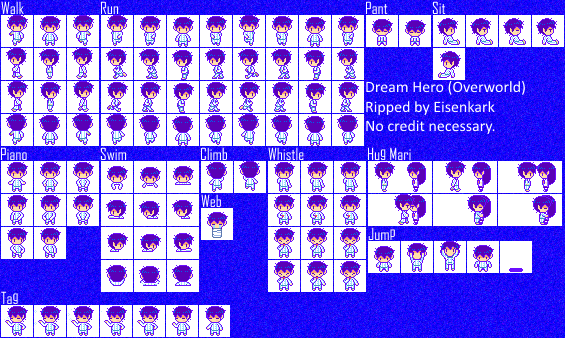 Walk
Run
Pant
Sit
Dream Hero (Overworld)
Ripped by Eisenkark
No credit necessary.
Piano
Swim
Climb
Whistle
Hug Mari
Web
Jump
Tag